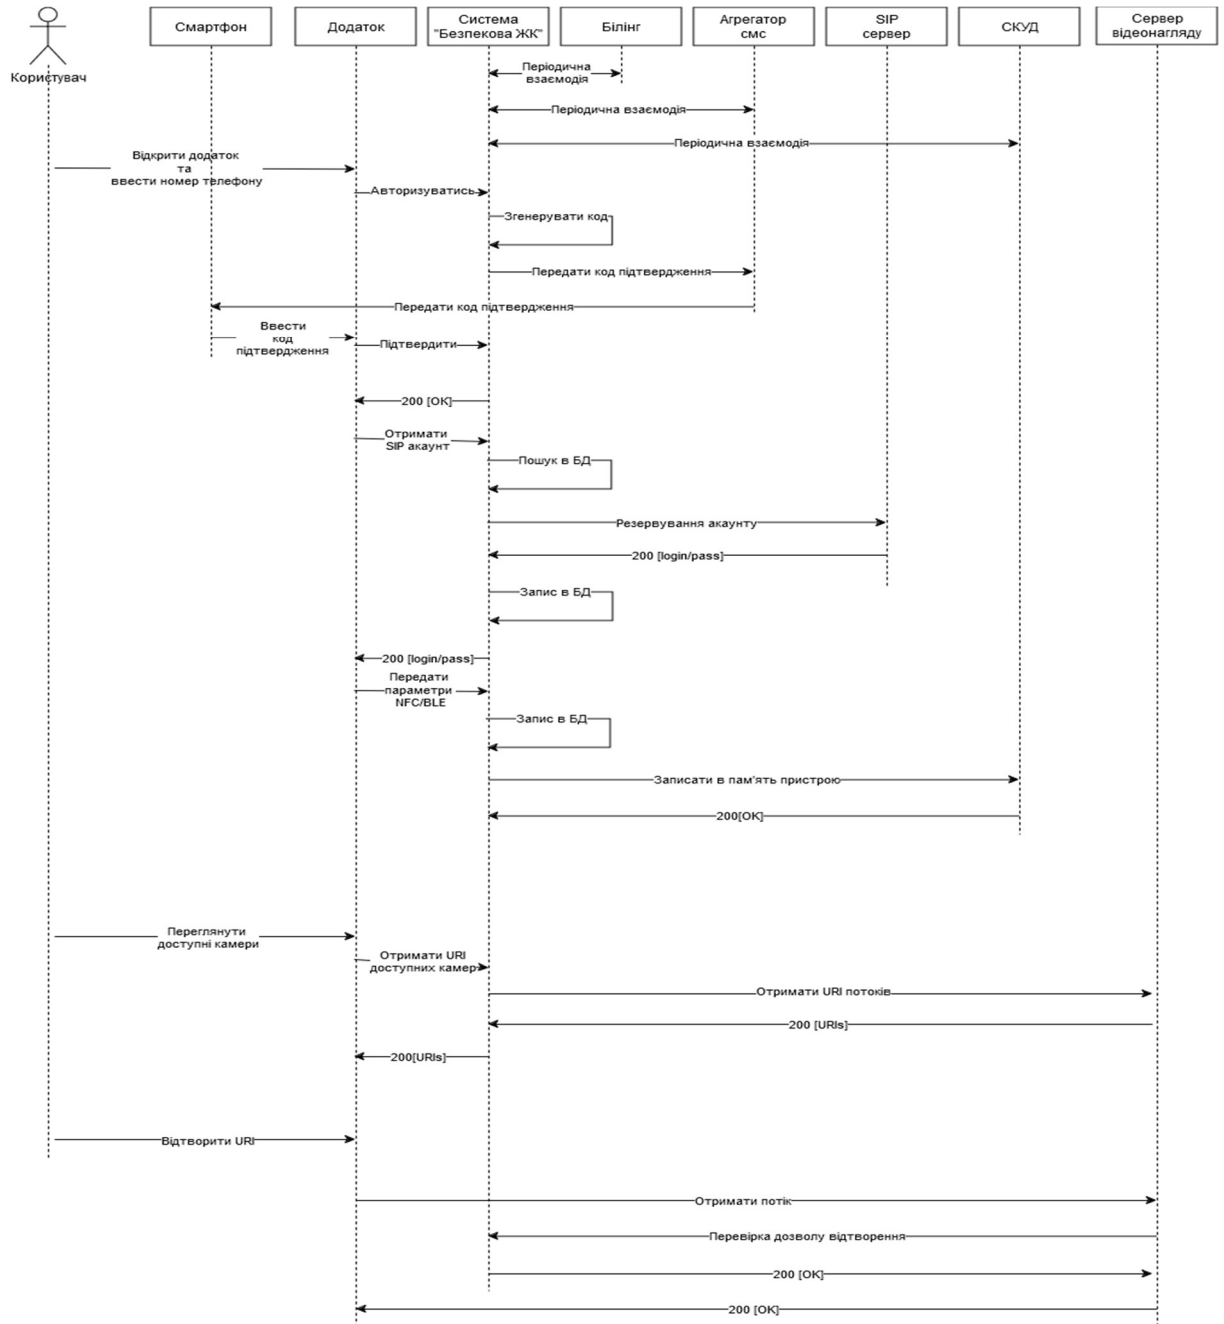 Користувач
Смартфон
Додаток
Система
"Безпекова ЖК"
Білінг
Агрегатор
смс
SIP
сервер
СКУД
Сервер
відеонагляду
Періодична
взаємодія
Періодична взаємодія
Періодична взаємодія
Відкрити додаток
та
ввести номер телефону
Авторизуватись
Згенерувати код
Передати код підтвердження
Передати код підтвердження
Ввести
код
підтвердження
Підтвердити
200 [OK]
Отримати
SIP акаунт
Пошук в БД
Резервування акаунту
200 [login/pass]
Запис в БД
200 [login/pass]
Передати
параметри
NFC/BLE
Запис в БД
Записати в пам'ять пристрою
200[OK]
Переглянути
доступні камери
Отримати URI
доступних камер
Отримати URI потоків
200 [URIs]
200[URIs]
Відтворити URI
Отримати потік
Перевірка дозволу відтворення
200 [OK]
200 [OK]